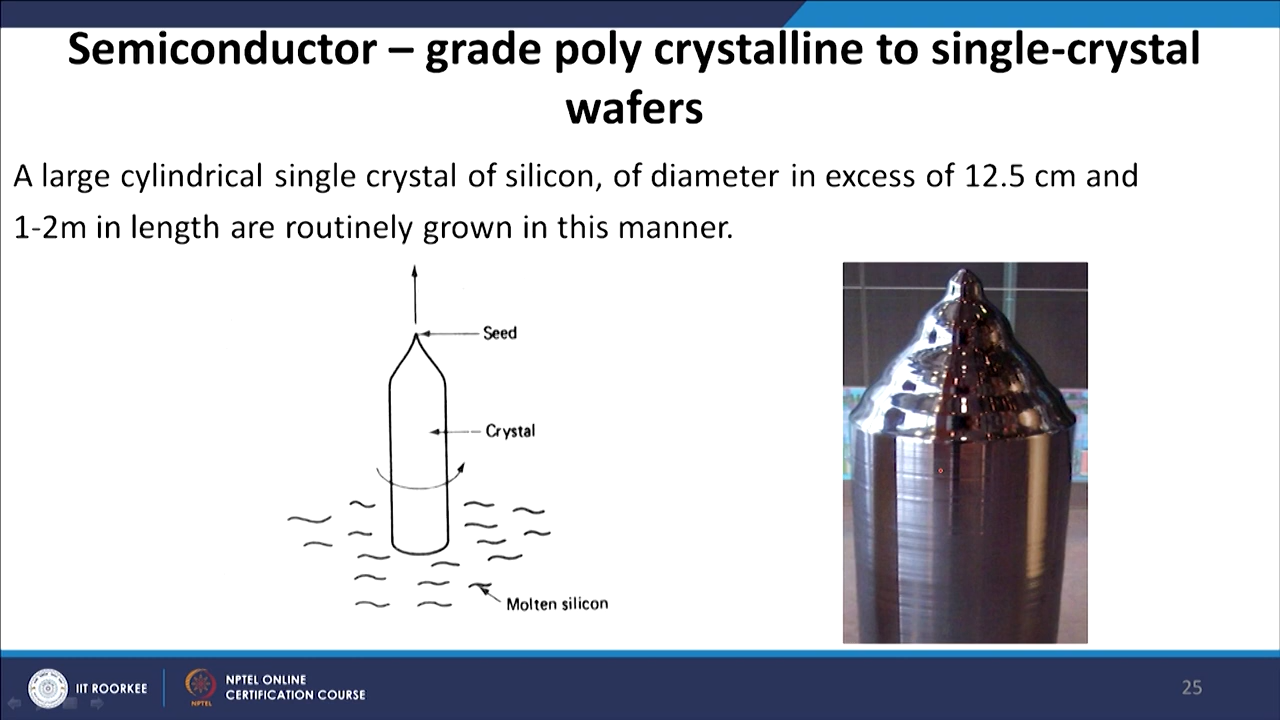 Semiconductor – grade poly crystalline to single-crystal
wafers
A large cylindrical single crystal of silicon, of diameter in excess of 12.5 cm and
1-2m in length are routinely grown in this manner.
Seed
Crystal
Molten silicon
IIT ROORKEE
NPTEL
NPTEL ONLINE
CERTIFICATION COURSE
25